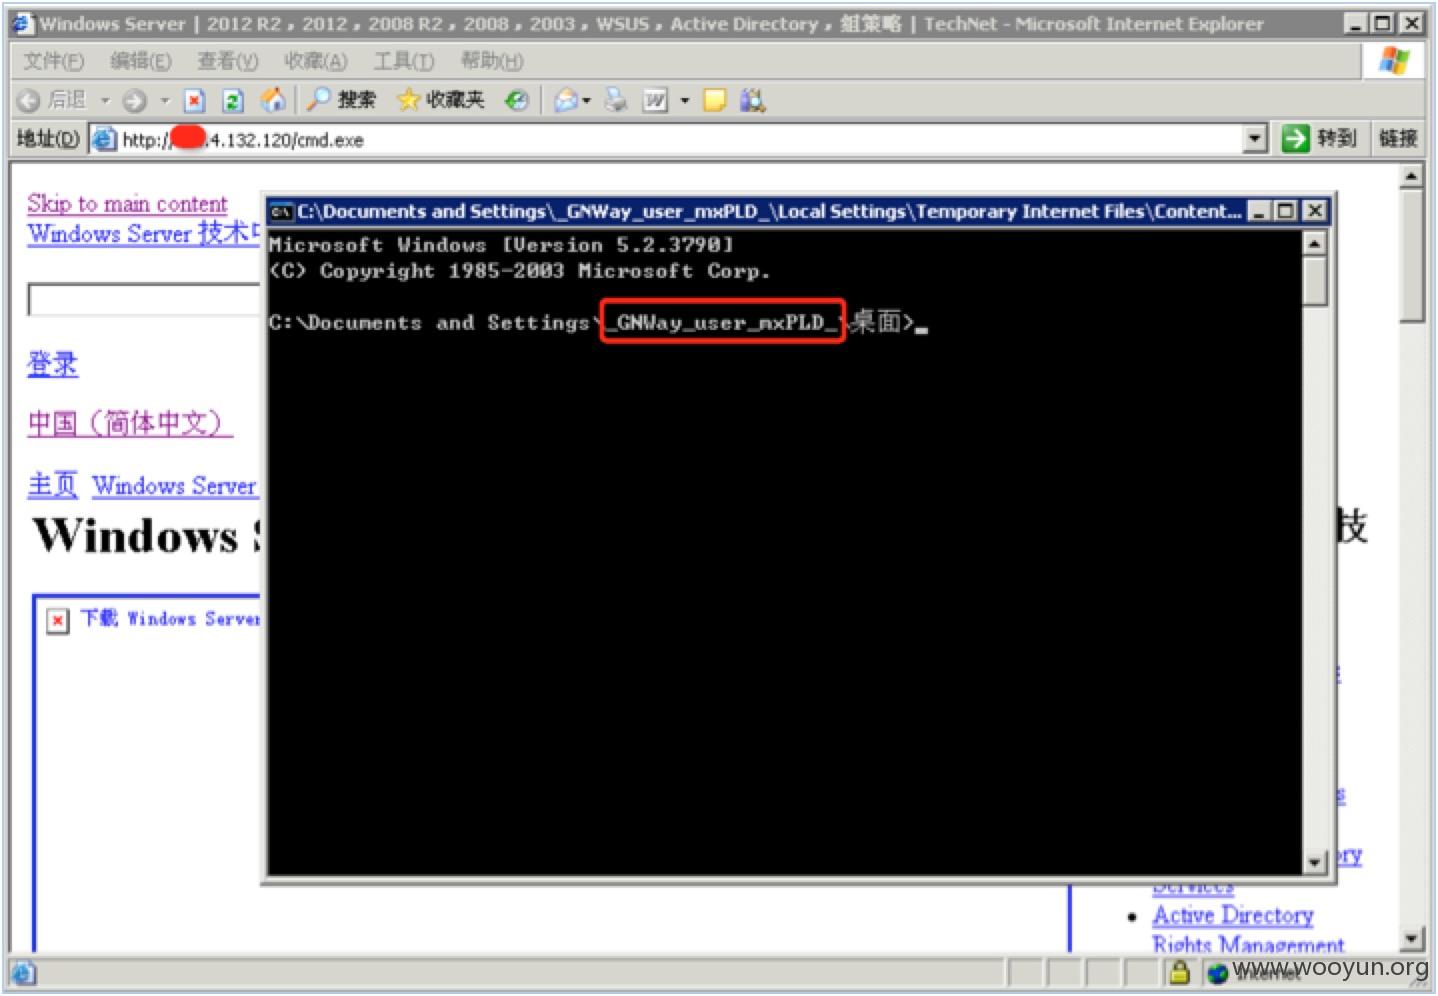 Windows Server | 2012 R2，2012，2008 R2，2008，2003，WSUS，Active Directory，组策略 | TechNet - Microsoft Internet Explorer
文件(F) 编辑(E) 查看(V) 收藏(A) 工具(T) 帮助(H)
后退 搜索 收藏夹
地址(D) http://.4.132.120/cmd.exe 转到 链接
Skip to main content
Windows Server 技术
登录
中国（简体中文）
主页 Windows Server
Windows
技
下载 Windows Server
C:\Documents and Settings\_GNWay_user_mxPLD_\Local Settings\Temporary Internet Files\Content...
Microsoft Windows [Version 5.2.3790]
(C) Copyright 1985-2003 Microsoft Corp.
C:\Documents and Settings\_GNWay_user_mxPLD_\桌面>
Services
Active Directory
Rights Management
www.wooyun.org